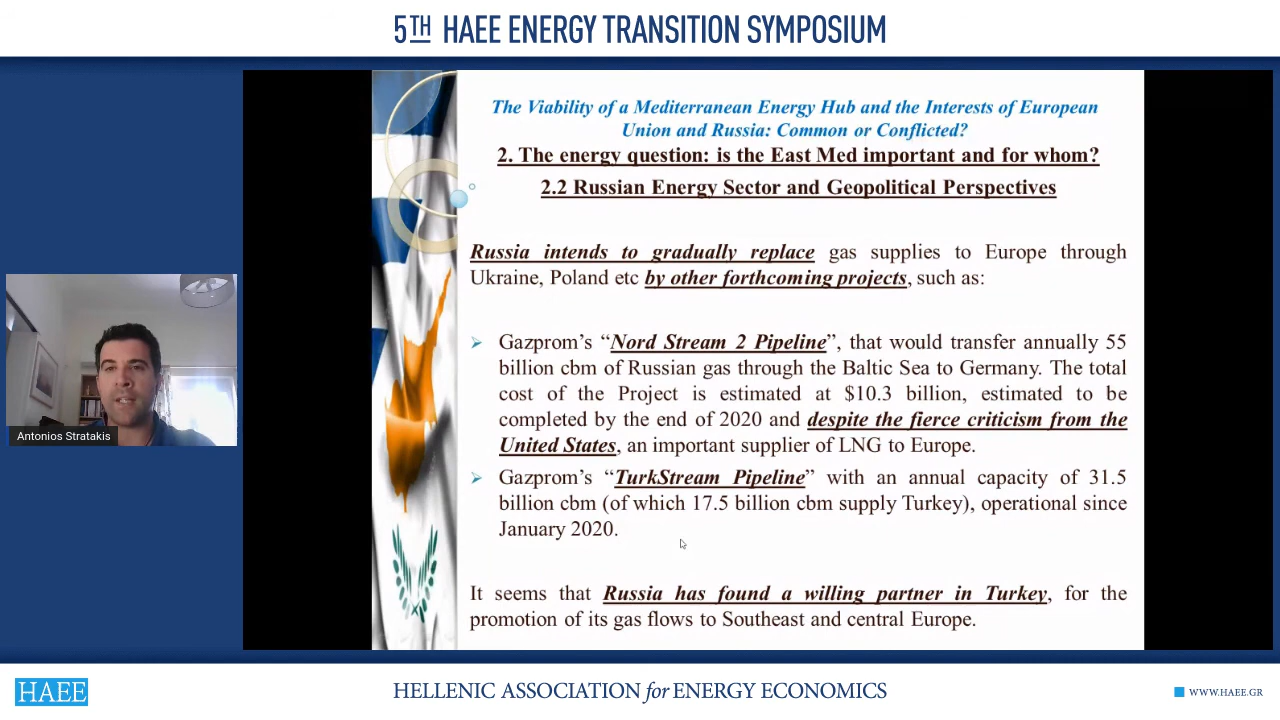 5TH HAEE ENERGY TRANSITION SYMPOSIUM
The Viability of a Mediterranean Energy Hub and the Interests of European
Union and Russia: Common or Conflicted?
2. The energy question: is the East Med important and for whom?
2.2 Russian Energy Sector and Geopolitical Perspectives
Russia intends to gradually replace gas supplies to Europe through
Ukraine, Poland etc by other forthcoming projects, such as:
Gazprom’s “Nord Stream 2 Pipeline”, that would transfer annually 55
billion cbm of Russian gas through the Baltic Sea to Germany. The total
cost of the Project is estimated at $10.3 billion, estimated to be
completed by the end of 2020 and despite the fierce criticism from the
United States, an important supplier of LNG to Europe.
Gazprom’s “TurkStream Pipeline” with an annual capacity of 31.5
billion cbm (of which 17.5 billion cbm supply Turkey), operational since
January 2020.
It seems that Russia has found a willing partner in Turkey, for the
promotion of its gas flows to Southeast and central Europe.
Antonios Stratakis
HAEE
HELLENIC ASSOCIATION for ENERGY ECONOMICS
WWW.HAEE.GR